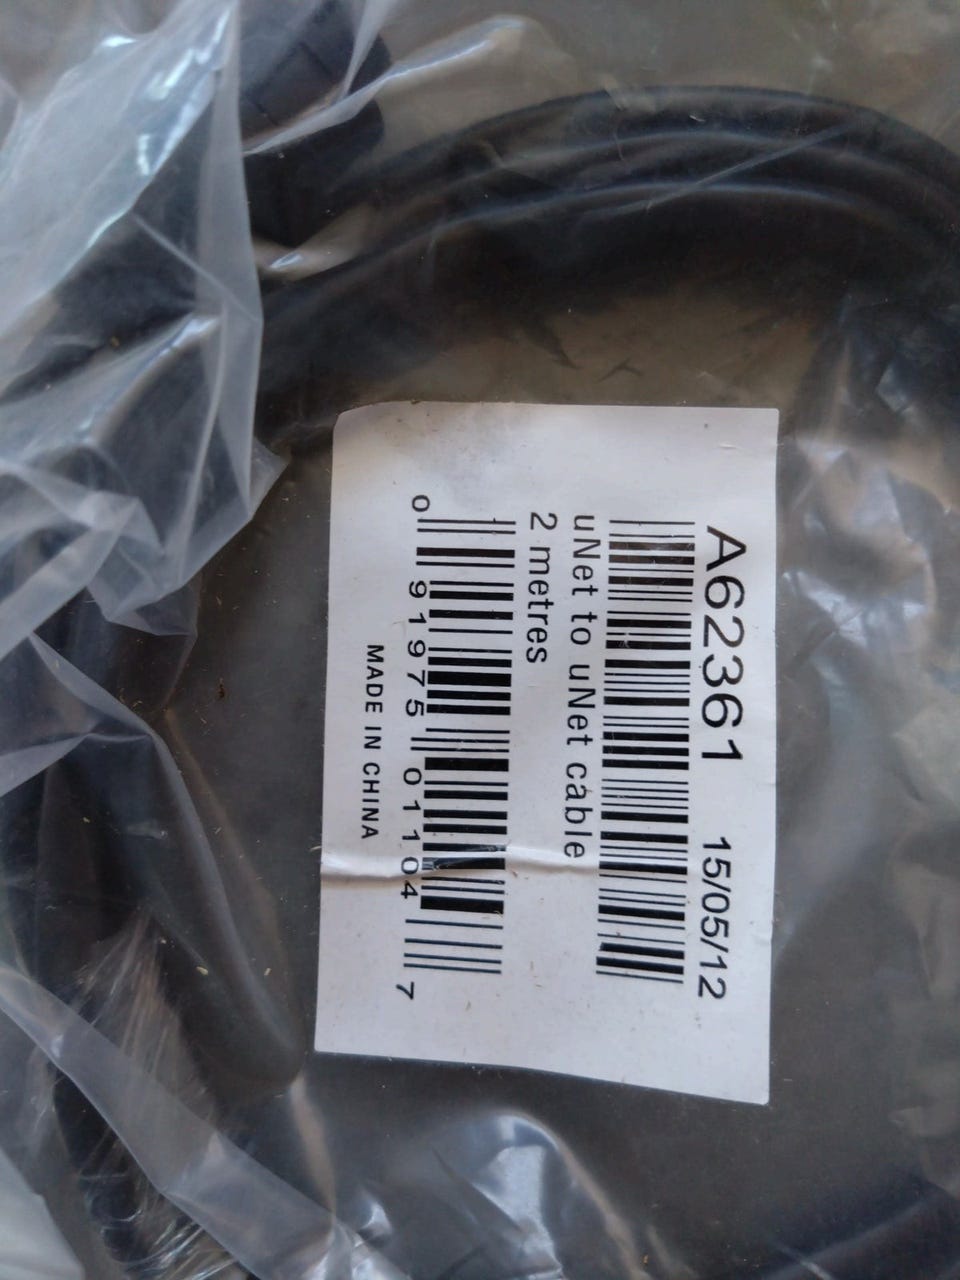 A62361 15/05/12
uNet to uNet cable
2 metres
0 91975 01104 7
MADE IN CHINA